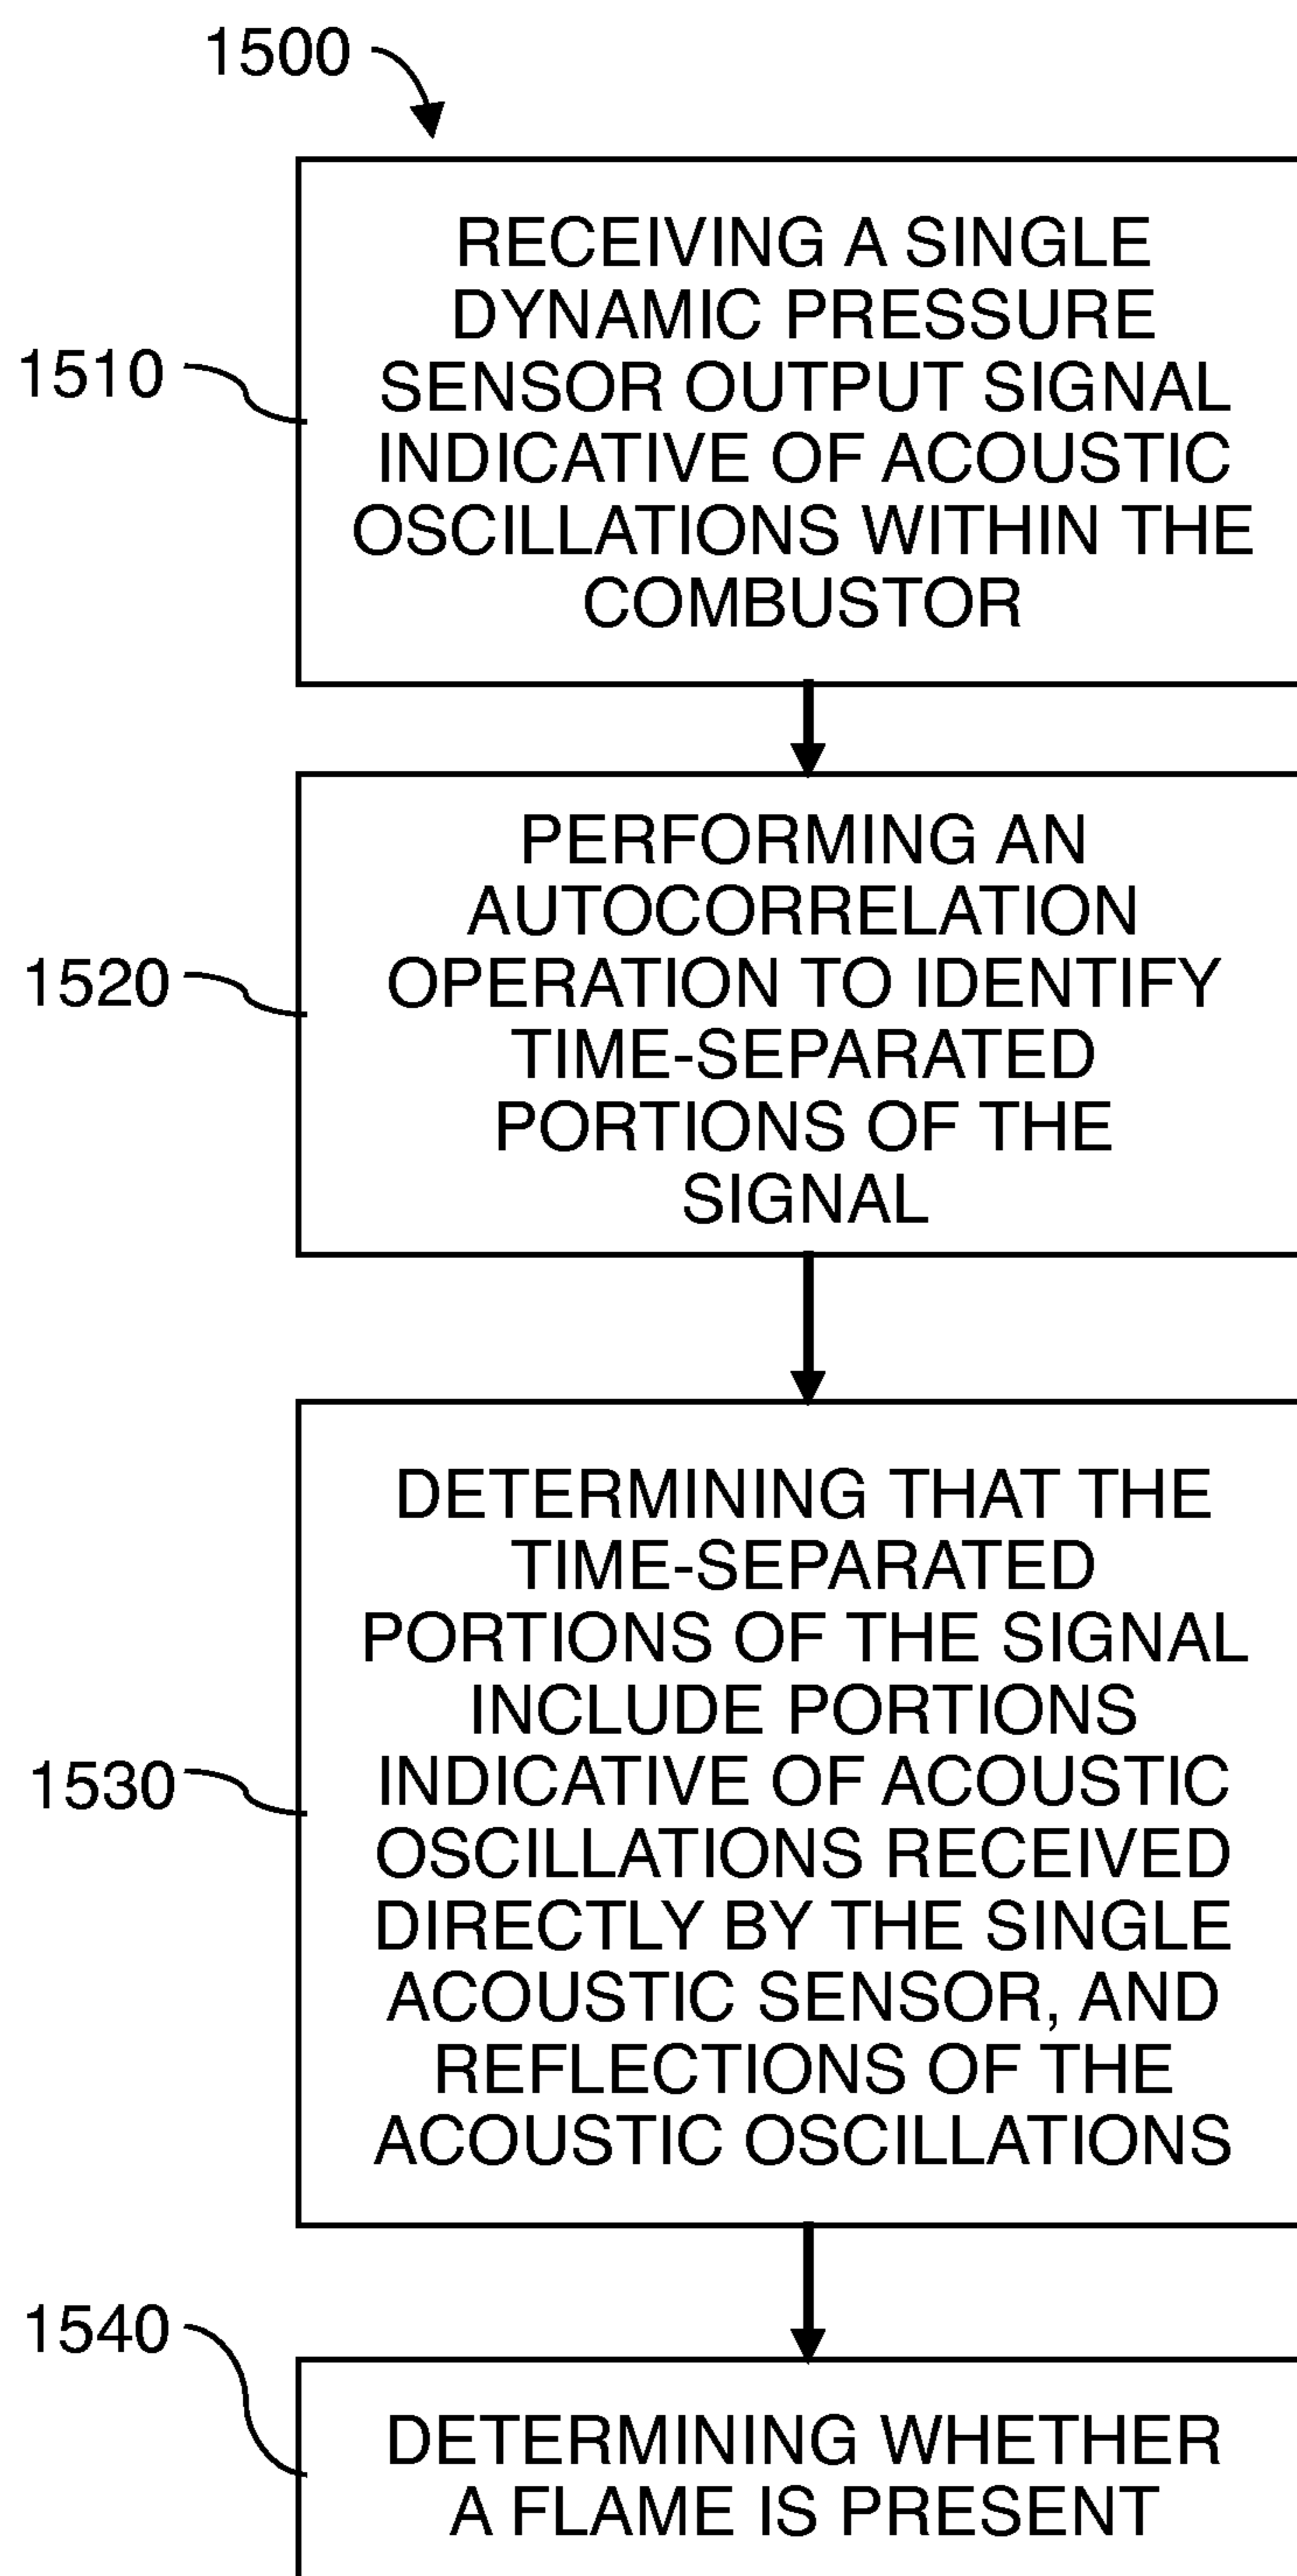 1500
RECEIVING A SINGLE
DYNAMIC PRESSURE
SENSOR OUTPUT SIGNAL
INDICATIVE OF ACOUSTIC
OSCILLATIONS WITHIN THE
COMBUSTOR
1510
PERFORMING AN
AUTOCORRELATION
OPERATION TO IDENTIFY
TIME-SEPARATED
PORTIONS OF THE
SIGNAL
1520
DETERMINING THAT THE
TIME-SEPARATED
PORTIONS OF THE SIGNAL
INCLUDE PORTIONS
INDICATIVE OF ACOUSTIC
OSCILLATIONS RECEIVED
DIRECTLY BY THE SINGLE
ACOUSTIC SENSOR, AND
REFLECTIONS OF THE
ACOUSTIC OSCILLATIONS
1530
1540
DETERMINING WHETHER
A FLAME IS PRESENT